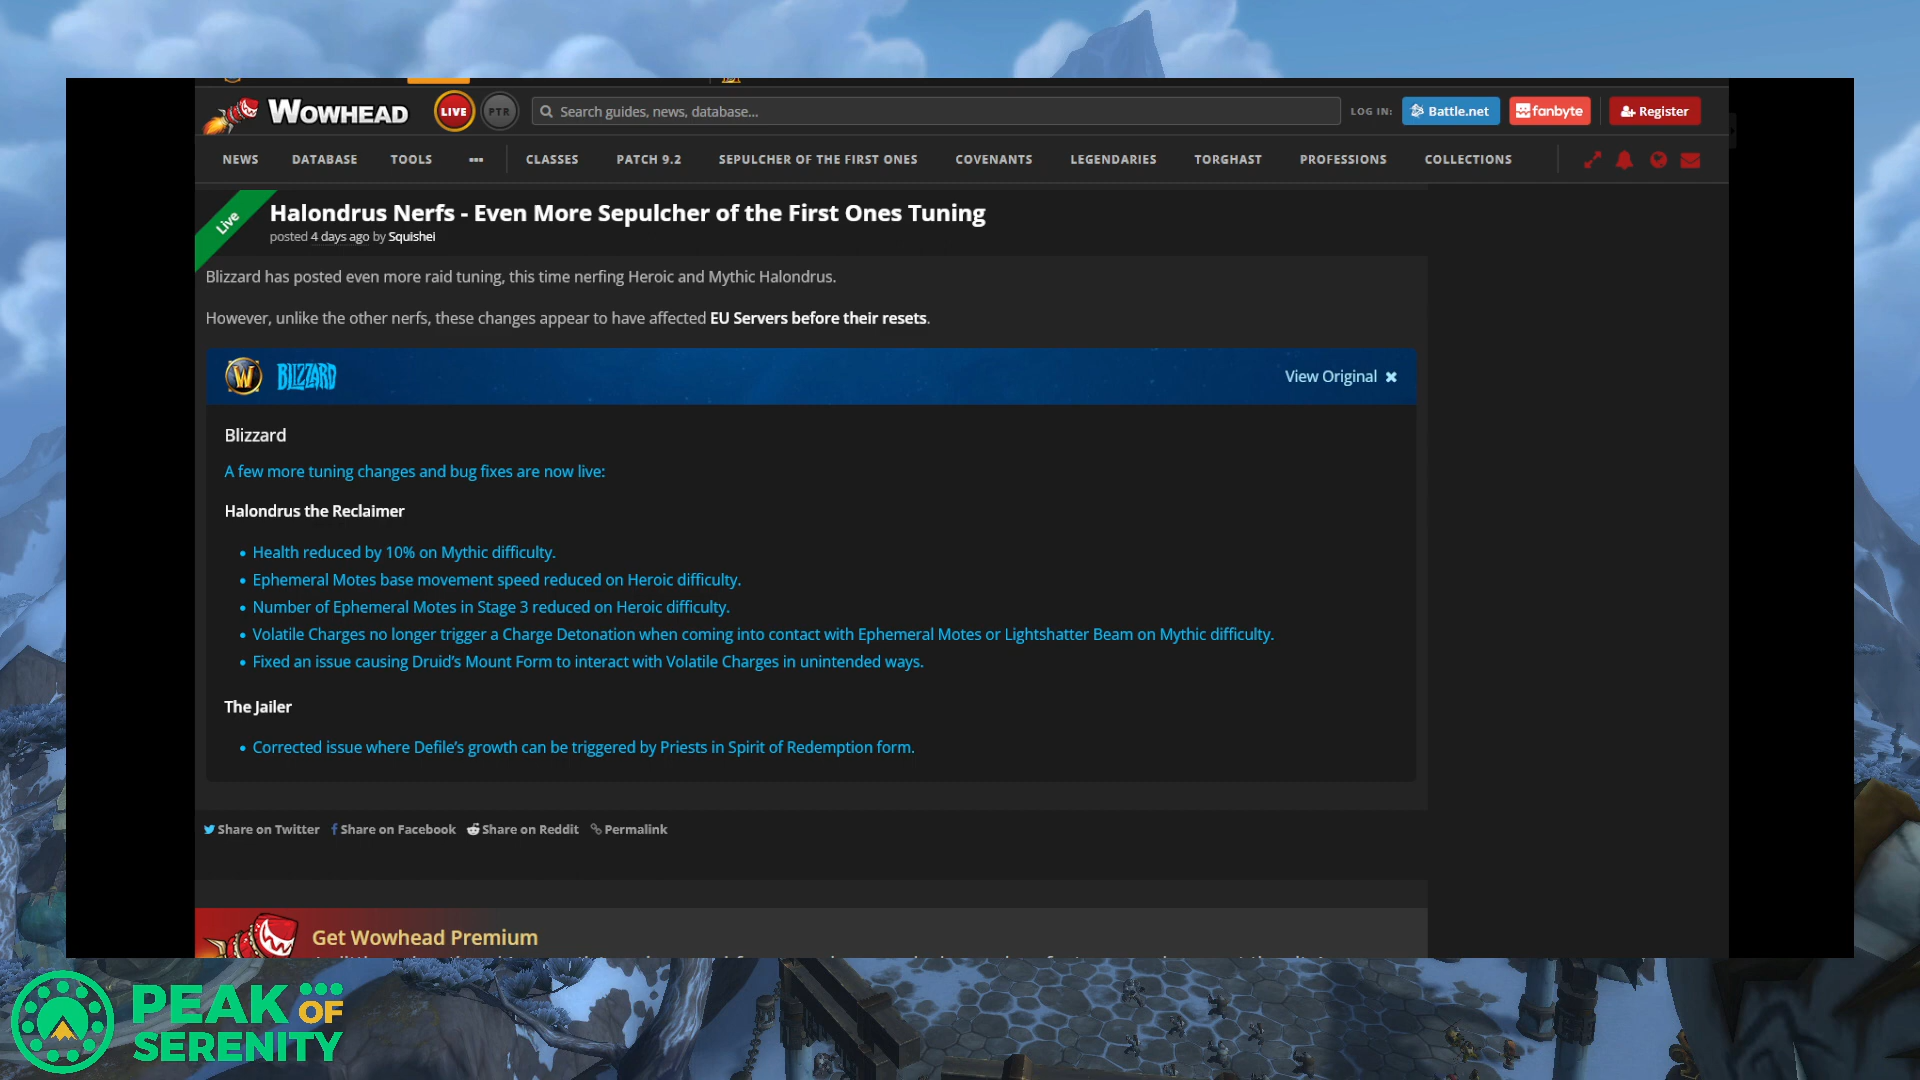 WOWHEAD
LIVE
PTR
Search guides, news, database...
LOG IN:
Battle.net
fanbyte
Register
NEWS
DATABASE
TOOLS
CLASSES
PATCH 9.2
SEPULCHER OF THE FIRST ONES
COVENANTS
LEGENDARIES
TORGHAST
PROFESSIONS
COLLECTIONS
Live
Halondrus Nerfs - Even More Sepulcher of the First Ones Tuning
posted 4 days ago by Squishei
Blizzard has posted even more raid tuning, this time nerfing Heroic and Mythic Halondrus.
However, unlike the other nerfs, these changes appear to have affected EU Servers before their resets.
W
BLIZZARD
View Original
Blizzard
A few more tuning changes and bug fixes are now live:
Halondrus the Reclaimer
• Health reduced by 10% on Mythic difficulty.
• Ephemeral Motes base movement speed reduced on Heroic difficulty.
• Number of Ephemeral Motes in Stage 3 reduced on Heroic difficulty.
• Volatile Charges no longer trigger a Charge Detonation when coming into contact with Ephemeral Motes or Lightshatter Beam on Mythic difficulty.
• Fixed an issue causing Druid's Mount Form to interact with Volatile Charges in unintended ways.
The Jailer
• Corrected issue where Defile's growth can be triggered by Priests in Spirit of Redemption form.
Share on Twitter
Share on Facebook
Share on Reddit
Permalink
Get Wowhead Premium
PEAK OF
SERENITY